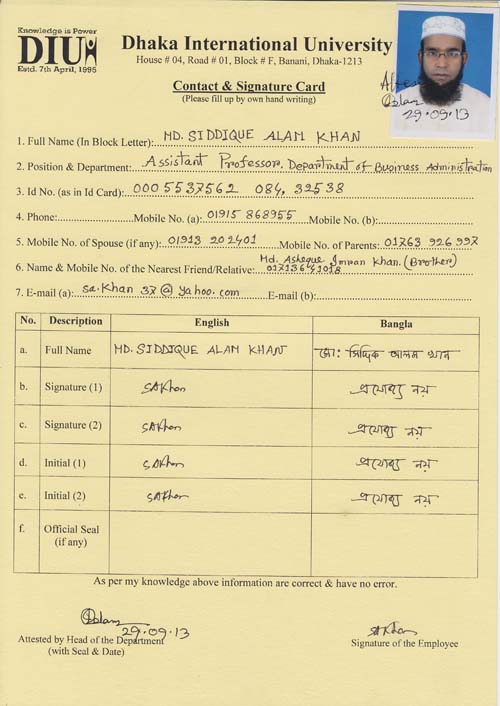 Knowledge is Power
DIU
Estd. 7th April, 1995
Dhaka International University
House # 04, Road # 01, Block # F, Banani, Dhaka-1213
Contact & Signature Card
(Please fill up by own hand writing)
29.09.13
1. Full Name (In Block Letter): MD. SIDDIQUE ALAM KHAN
2. Position & Department: Assistant Professor, Department of Business Administration
3. Id No. (as in Id Card): 000 5537562 084, 32538
4. Phone: Mobile No. (a): 01915 868955 Mobile No. (b):
5. Mobile No. of Spouse (if any): 01913 202401 Mobile No. of Parents: 01763 926997
Md. Asheque Imran Khan. (Brother)
6. Name & Mobile No. of the Nearest Friend/Relative:
7. E-mail (a): sa.khan 37 @ yahoo.com E-mail (b):
No. Description English Bangla
a. Full Name MD. SIDDIQUE ALAM KHAN মো: সিদ্দিক আলম খান
b. Signature (1) SAKhan প্রযোজ্য নয়
c. Signature (2) SAKhan প্রযোজ্য নয়
d. Initial (1) SAKhan প্রযোজ্য নয়
e. Initial (2) SAKhan প্রযোজ্য নয়
f. Official Seal
(if any)
As per my knowledge above information are correct & have no error.
29.09.13
SAKhan
Attested by Head of the Department
(with Seal & Date)
Signature of the Employee